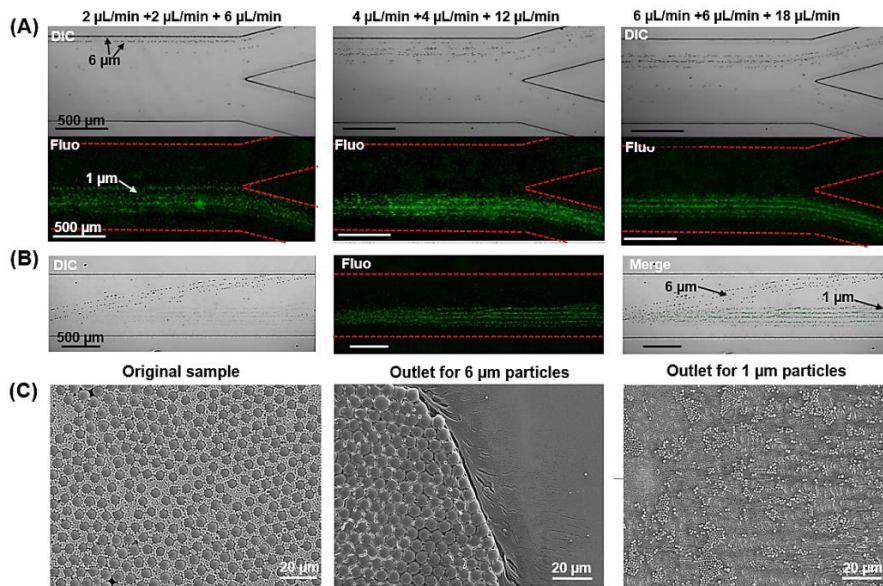 2 µL/min +2 µL/min + 6 µL/min
4 µL/min +4 µL/min + 12 µL/min
6 µL/min +6 µL/min + 18 µL/min
(A)
DIC
6 µm
500 µm
DIC
DIC
Fluo
1 µm
500 µm
Fluo
Fluo
(B)
DIC
500 µm
Fluo
Merge
6 µm
1 µm
(C)
Original sample
Outlet for 6 µm particles
Outlet for 1 µm particles
20 µm
20 µm
20 µm